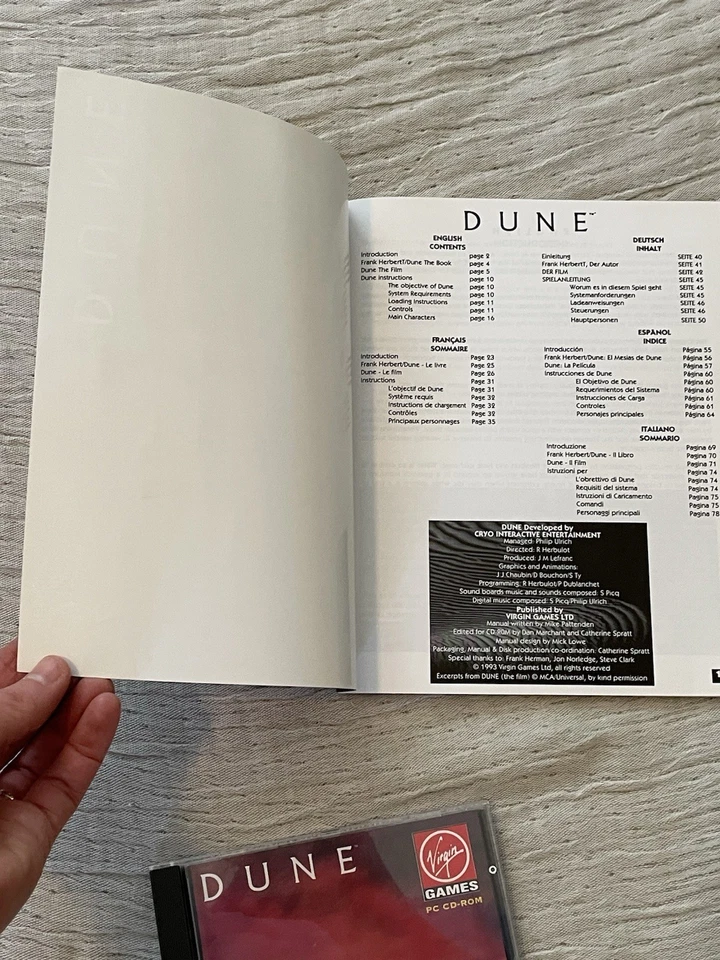 DUNE™
ENGLISH
CONTENTS
Introduction page 2
Frank HerberT/Dune The Book page 4
Dune The Film page 5
Dune Instructions page 10
The objective of Dune page 10
System Requirements page 10
Loading Instructions page 11
Controls page 11
Main Characters page 16
FRANÇAIS
SOMMAIRE
Introduction Page 23
Frank Herbert/Dune - Le livre Page 25
Dune - Le film Page 26
Instructions Page 31
L'objectif de Dune Page 31
Système requis Page 32
Instructions de chargement Page 32
Contrôles Page 32
Principaux personnages Page 35
DEUTSCH
INHALT
Einleitung SEITE 40
Frank HerberT, Der Autor SEITE 41
DER FILM SEITE 42
SPIELANLEITUNG SEITE 45
Worum es in diesem Spiel geht SEITE 45
Systemanforderungen SEITE 45
Ladeanweisungen SEITE 46
Steuerungen SEITE 46
Hauptpersonen SEITE 50
ESPÀNOL
INDICE
Introducción Página 55
Frank Herbert/Dune: El Mesias de Dune Página 56
Dune: La Película Página 57
Instrucciones de Dune Página 60
El Objetivo de Dune Página 60
Requerimientos del Sistema Página 60
Instrucciones de Carga Página 61
Controles Página 61
Personajes principales Página 64
ITALIANO
SOMMARIO
Introduzione Pagina 69
Frank Herbert/Dune - Il Libro Pagina 70
Dune - Il Film Pagina 71
Istruzioni per Pagina 74
L'obrettivo di Dune Pagina 74
Requisiti del sistema Pagina 74
Istruzioni di Caricamento Pagina 75
Comandi Pagina 75
Personaggi principali Pagina 78
DUNE Developed by
CRYO INTERACTIVE ENTERTAINMENT
Managed: Philip Ulrich
Directed: R Herbulot
Produced: J M Lefranc
Graphics and Animations:
J J Chaubin/D Bouchon/S Ty
Programming: R Herbulot/P Dublanchet
Sound boards music and sounds composed: S Picq
Digital music composed: S Picq/Philip Ulrich
Published by
VIRGIN GAMES LTD
Manual written by Mike Pattenden
Edited for CD ROM by Dan Marchant and Catherine Spratt
Manual design by Mick Lowe
Packaging, Manual & Disk production co-ordination: Catherine Spratt
Special thanks to: Frank Herman, Jon Norledge, Steve Clark
© 1993 Virgin Games Ltd, all rights reserved
Excerpts from DUNE (the film) © MCA/Universal, by kind permission
1
DUNE™
Virgin
GAMES
PC CD-ROM